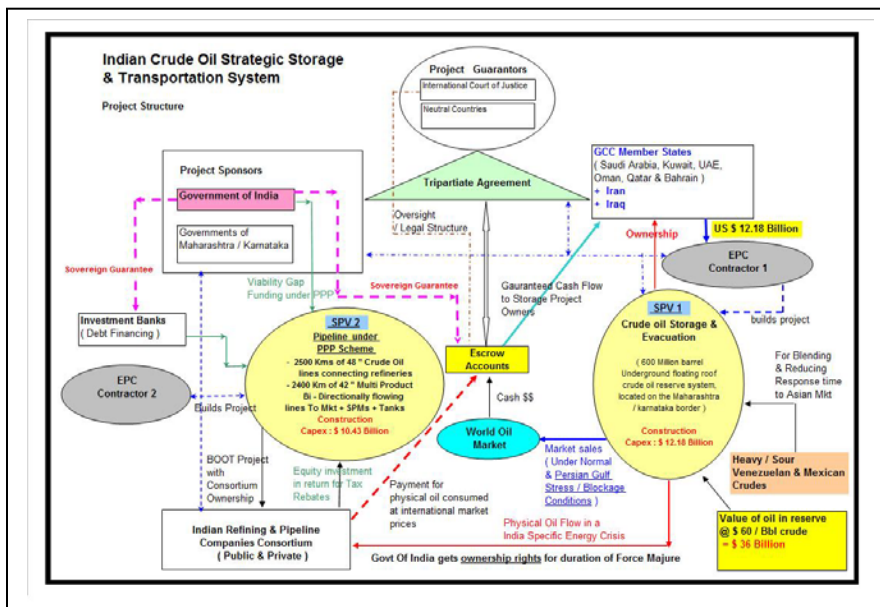 Indian Crude Oil Strategic Storage
& Transportation System
Project Structure
Project Guarantors
International Court of Justice
Neutral Countries
Tripartiate Agreement
Project Sponsors
Government of India
Governments of
Maharashtra / Karnataka
GCC Member States
( Saudi Arabia, Kuwait, UAE,
Oman, Qatar & Bahrain )
+ Iran
+ Iraq
US $ 12.18 Billion
Ownership
EPC
Contractor 1
builds project
Oversight
\/ Legal Structure
Sovereign Guarantee
Viability Gap
Funding under PPP
Sovereign Guarantee
Gauranteed Cash Flow
to Storage Project
Owners
Investment Banks
( Debt Financing )
EPC
Contractor 2
Builds Project
SPV 2
Pipeline under
PPP Scheme
- 2500 Kms of 48 " Crude Oil
lines connecting refineries
- 2400 Km of 42 " Multi Product
Bi - Directionally flowing
lines To Mkt + SPMs + Tanks
Construction
Capex : $ 10.43 Billion
Escrow
Accounts
Cash $$
World Oil
Market
SPV 1
Crude oil Storage &
Evacuation
( 600 Million barrel
Underground floating roof
crude oil reserve system,
located on the Maharashtra
/ karnataka border )
Construction
Capex : $ 12.18 Billion
For Blending
& Reducing
Response time
to Asian Mkt
Heavy / Sour
Venezuelan & Mexican
Crudes
Market sales
( Under Normal
& Persian Gulf
Stress / Blockage
Conditions )
BOOT Project
with
Consortium
Ownership
Equity investment
in return for Tax
Rebates
Payment for
physical oil consumed
at international market
prices
Indian Refining & Pipeline
Companies Consortium
( Public & Private )
Physical Oil Flow in a
India Specific Energy Crisis
Govt Of India gets ownership rights for duration of Force Majure
Value of oil in reserve
@ $ 60 / Bbl crude
= $ 36 Billion